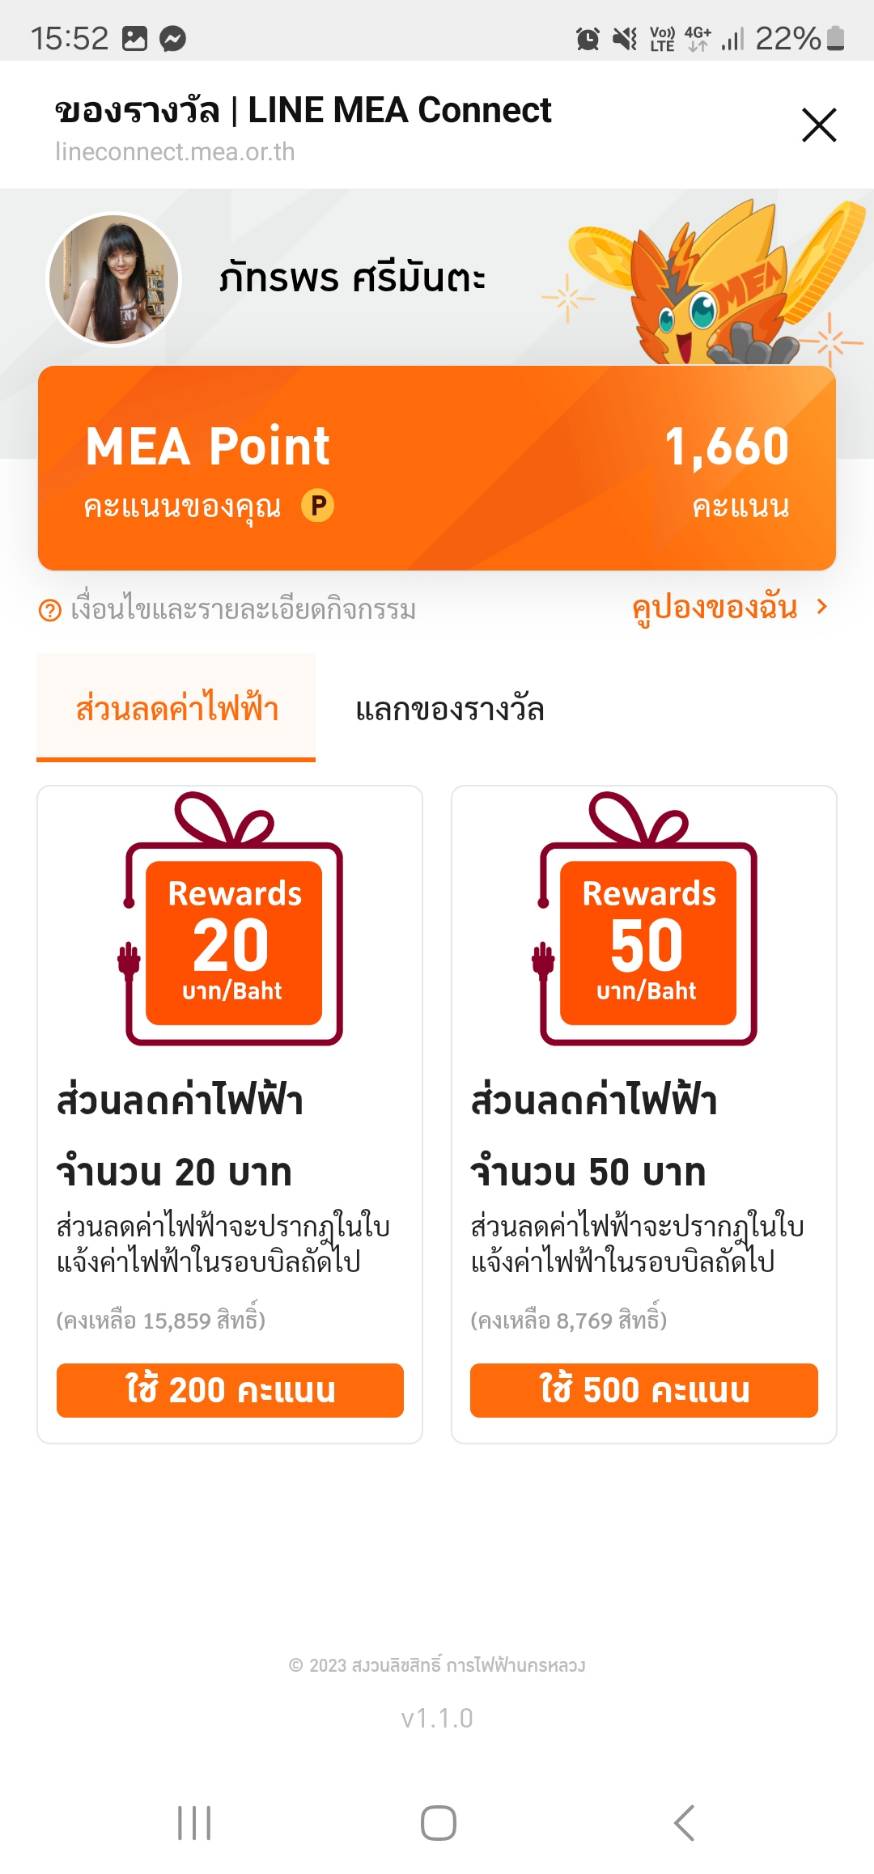 15:52
Vo)) LTE 4G+ 22%
ของรางวัล | LINE MEA Connect
lineconnect.mea.or.th
ภัทรพร ศรีมันตะ
MEA
MEA Point 1,660
คะแนนของคุณ P คะแนน
เงื่อนไขและรายละเอียดกิจกรรม คูปองของฉัน
ส่วนลดค่าไฟฟ้า แลกของรางวัล
Rewards
20
บาท/Baht
ส่วนลดค่าไฟฟ้า
จำนวน 20 บาท
ส่วนลดค่าไฟฟ้าจะปรากฎในใบ
แจ้งค่าไฟฟ้าในรอบบิลถัดไป
(คงเหลือ 15,859 สิทธิ์)
ใช้ 200 คะแนน
Rewards
50
บาท/Baht
ส่วนลดค่าไฟฟ้า
จำนวน 50 บาท
ส่วนลดค่าไฟฟ้าจะปรากฎในใบ
แจ้งค่าไฟฟ้าในรอบบิลถัดไป
(คงเหลือ 8,769 สิทธิ์)
ใช้ 500 คะแนน
© 2023 สงวนลิขสิทธิ์ การไฟฟ้านครหลวง
v1.1.0